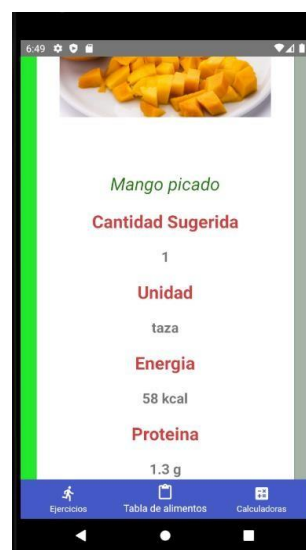 6:49
Mango picado
Cantidad Sugerida
1
Unidad
taza
Energia
58 kcal
Proteina
1.3 g
Ejercicios
Tabla de alimentos
Calculadoras